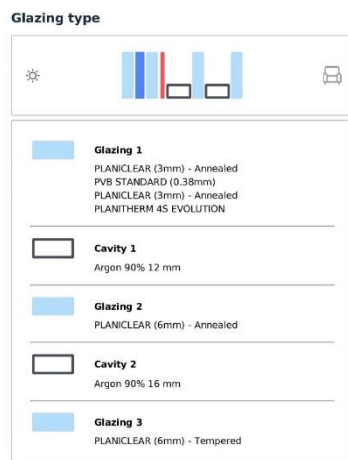 Glazing type
Glazing 1
PLANICLEAR (3mm) - Annealed
PVB STANDARD (0.38mm)
PLANICLEAR (3mm) - Annealed
PLANITHERM 4S EVOLUTION
Cavity 1
Argon 90% 12 mm
Glazing 2
PLANICLEAR (6mm) - Annealed
Cavity 2
Argon 90% 16 mm
Glazing 3
PLANICLEAR (6mm) - Tempered